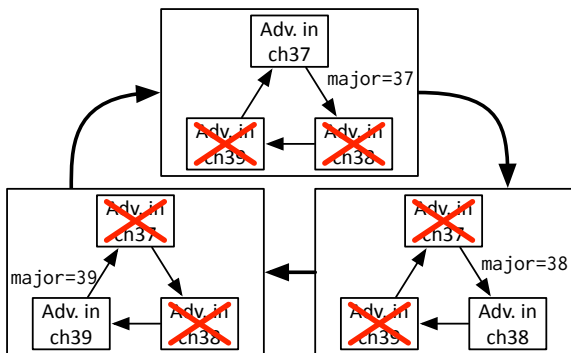 Adv. in
ch37
major=37
Adv. in
ch39
Adv. in
ch38
Adv. in
ch37
major=39
Adv. in
ch39
Adv. in
ch38
Adv. in
ch37
major=38
Adv. in
ch39
Adv. in
ch38